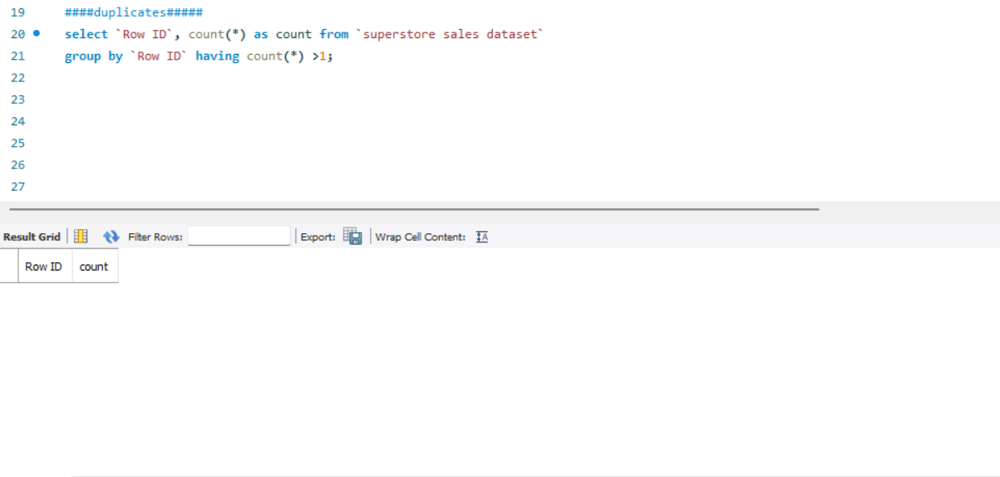 19 ####duplicates#####
20 select `Row ID`, count(*) as count from `superstore sales dataset`
21 group by `Row ID` having count(*) >1;
22
23
24
25
26
27
Result Grid Filter Rows: Export: Wrap Cell Content: IA
Row ID count